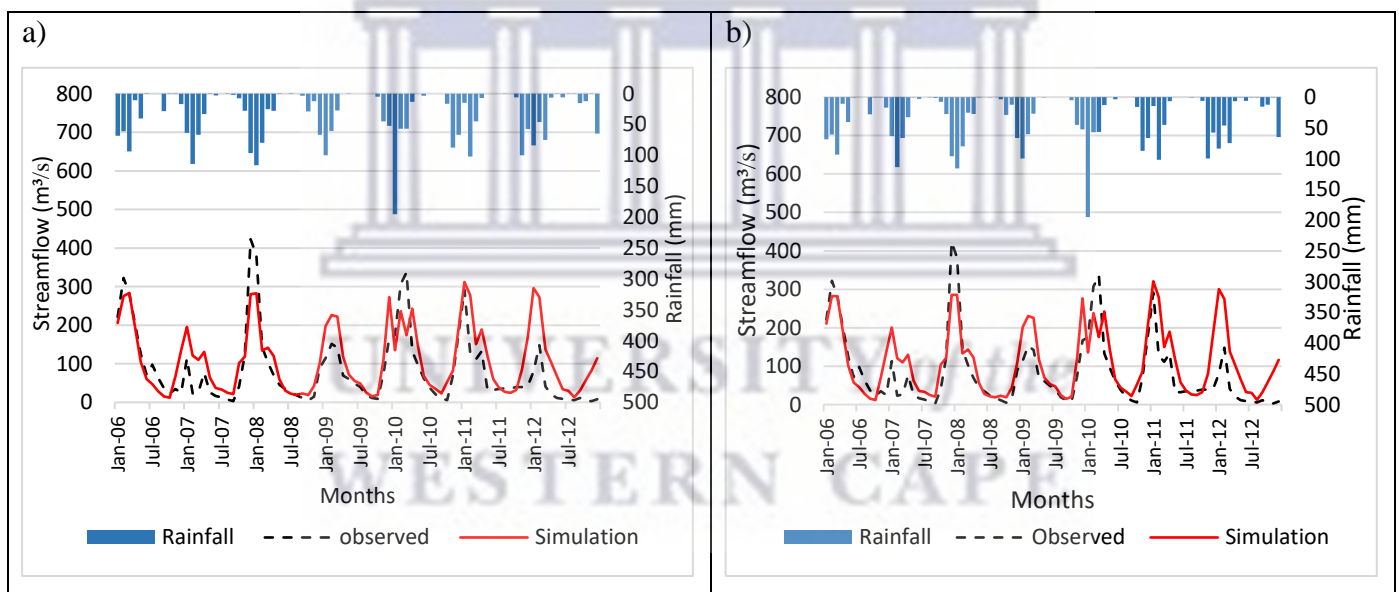 a)
800
700
600
500
400
300
200
100
0
Streamflow (m³/s)
0
50
100
150
200
250
300
350
400
450
500
Rainfall (mm)
Jan-06
Jul-06
Jan-07
Jul-07
Jan-08
Jul-08
Jan-09
Jul-09
Jan-10
Jul-10
Jan-11
Jul-11
Jan-12
Jul-12
Months
Rainfall observed Simulation
b)
800
700
600
500
400
300
200
100
0
Streamflow (m³/s)
0
50
100
150
200
250
300
350
400
450
500
Rainfall (mm)
Jan-06
Jul-06
Jan-07
Jul-07
Jan-08
Jul-08
Jan-09
Jul-09
Jan-10
Jul-10
Jan-11
Jul-11
Jan-12
Jul-12
Months
Rainfall Observed Simulation
UNIVERSITY of the
WESTERN CAPE